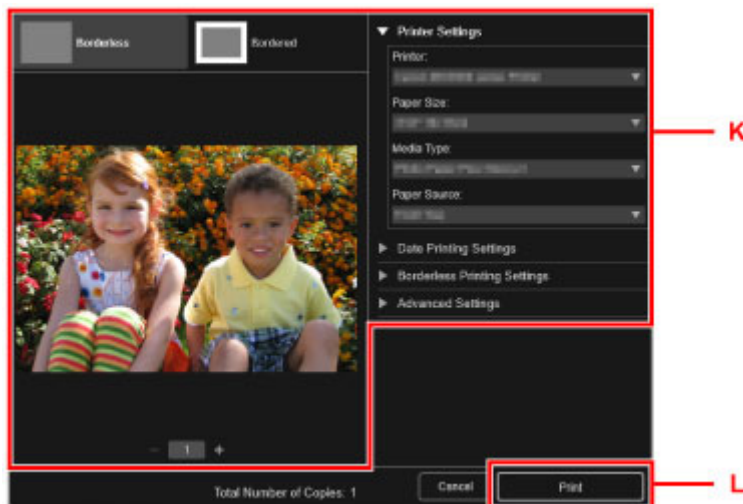 Borderless
Bordered
Printer Settings
Printer:
Paper Size:
Media Type:
Paper Source:
Date Printing Settings
Borderless Printing Settings
Advanced Settings
K
1
Total Number of Copies: 1
Cancel
Print
L